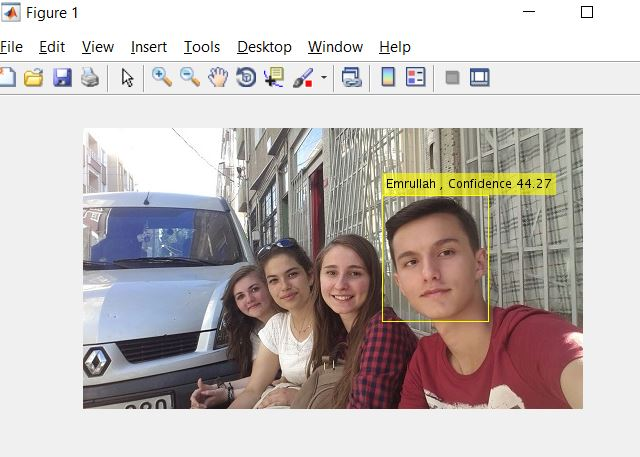 Figure 1
File Edit View Insert Tools Desktop Window Help
Emrullah , Confidence 44.27